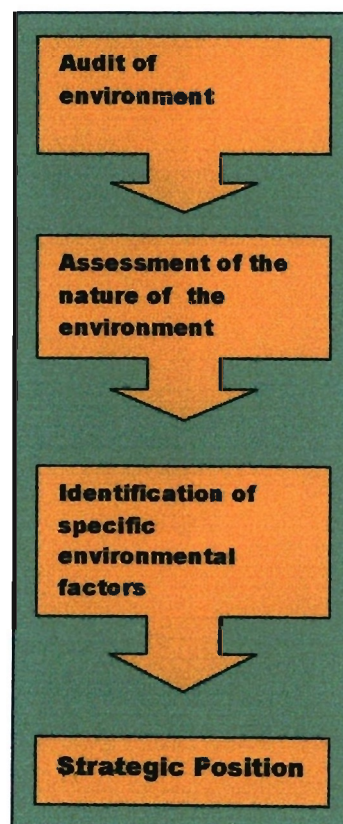 Audit of
environment
Assessment of the
nature of the
environment
Identification of
specific
environmental
factors
Strategic Position